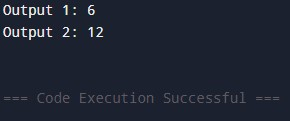 Output 1: 6
Output 2: 12
=== Code Execution Successful ===